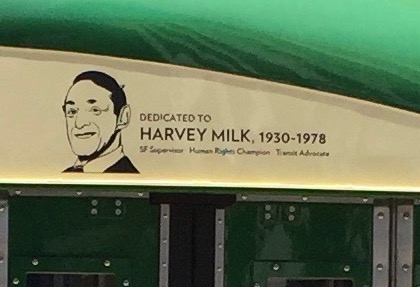 DEDICATED TO
HARVEY MILK, 1930-1978
SF Supervisor Human Rights Champion Transit Advocate